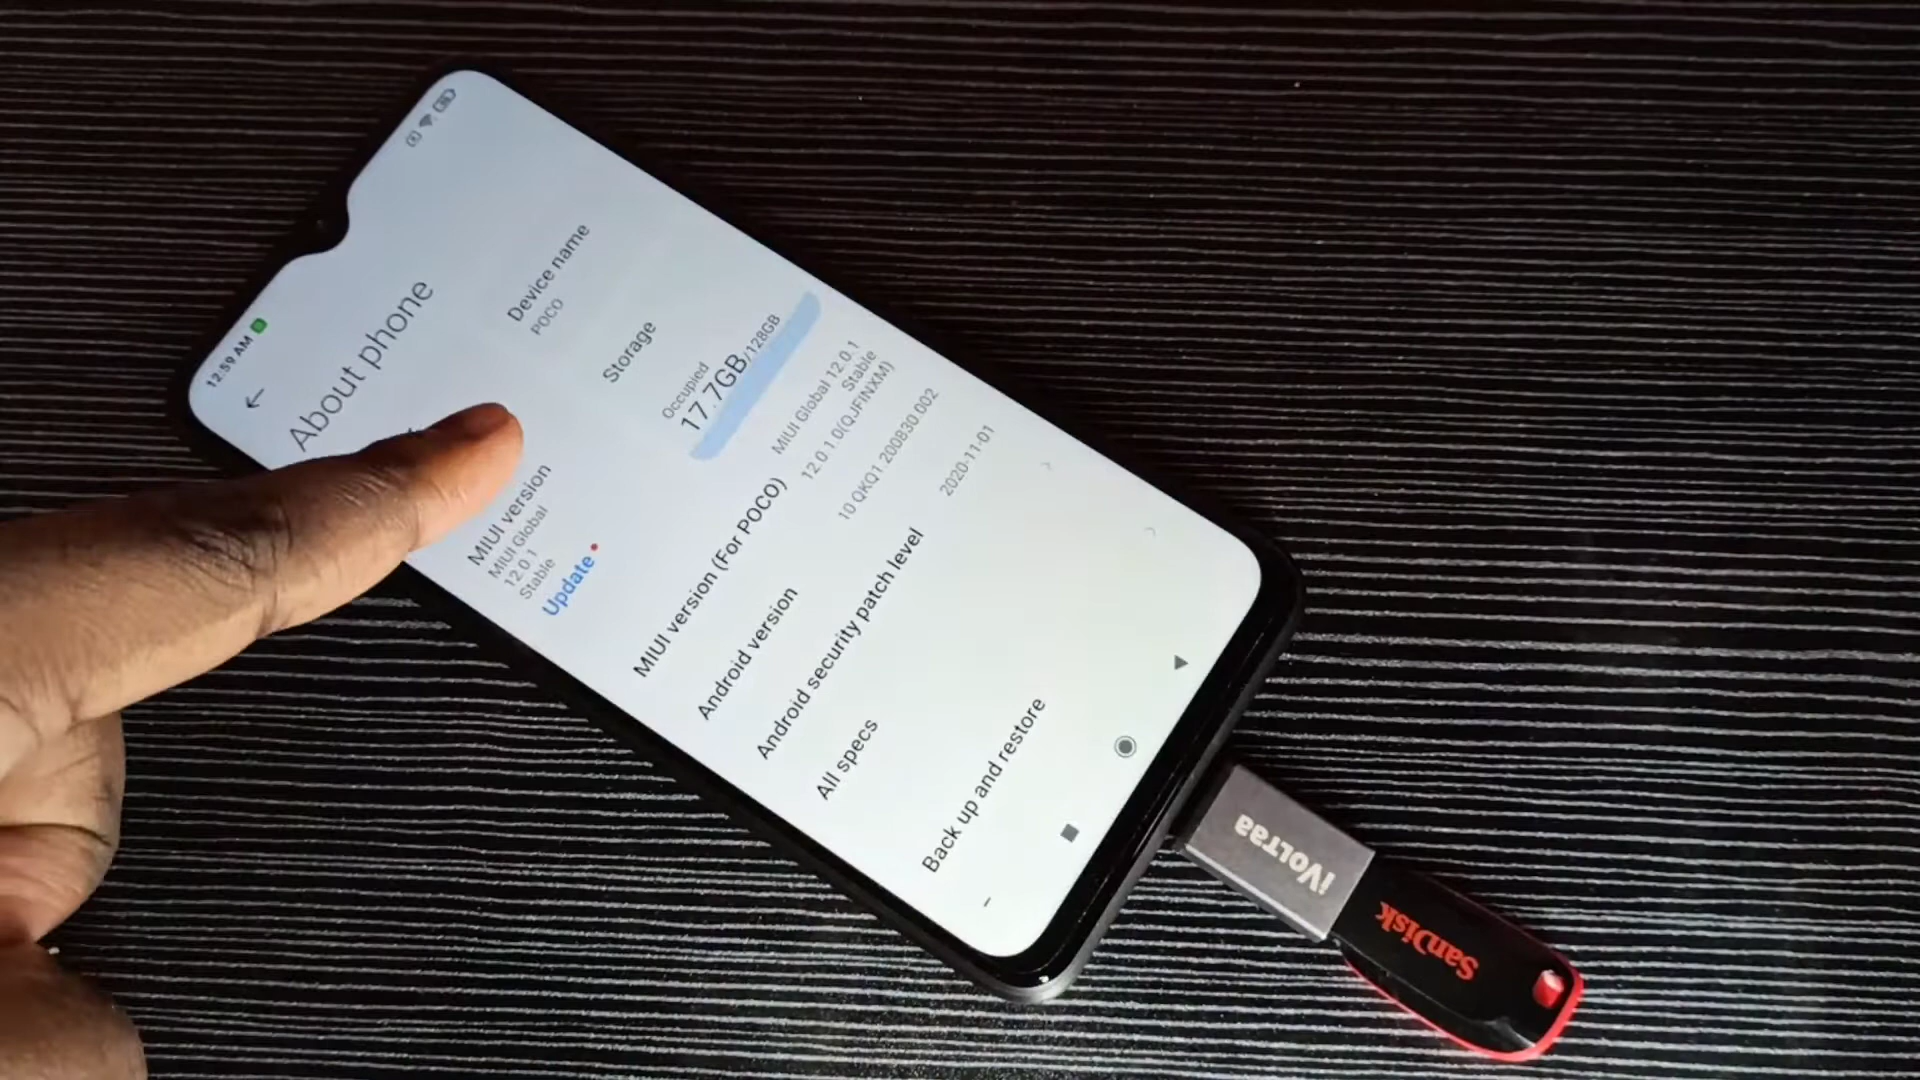 12:59 AM
About phone
Device name
POCO
MIUI version
MIUI Global
12.0.1
Stable
Update
Storage
Occupied
17.7GB/128GB
MIUI version (For POCO)
MIUI Global 12.0.1
Stable
12.0.1.0(QJFINXM)
Android version
10 QKQ1.200830.002
Android security patch level
2020-11-01
All specs
Back up and restore
iVOLTaa
SanDisk